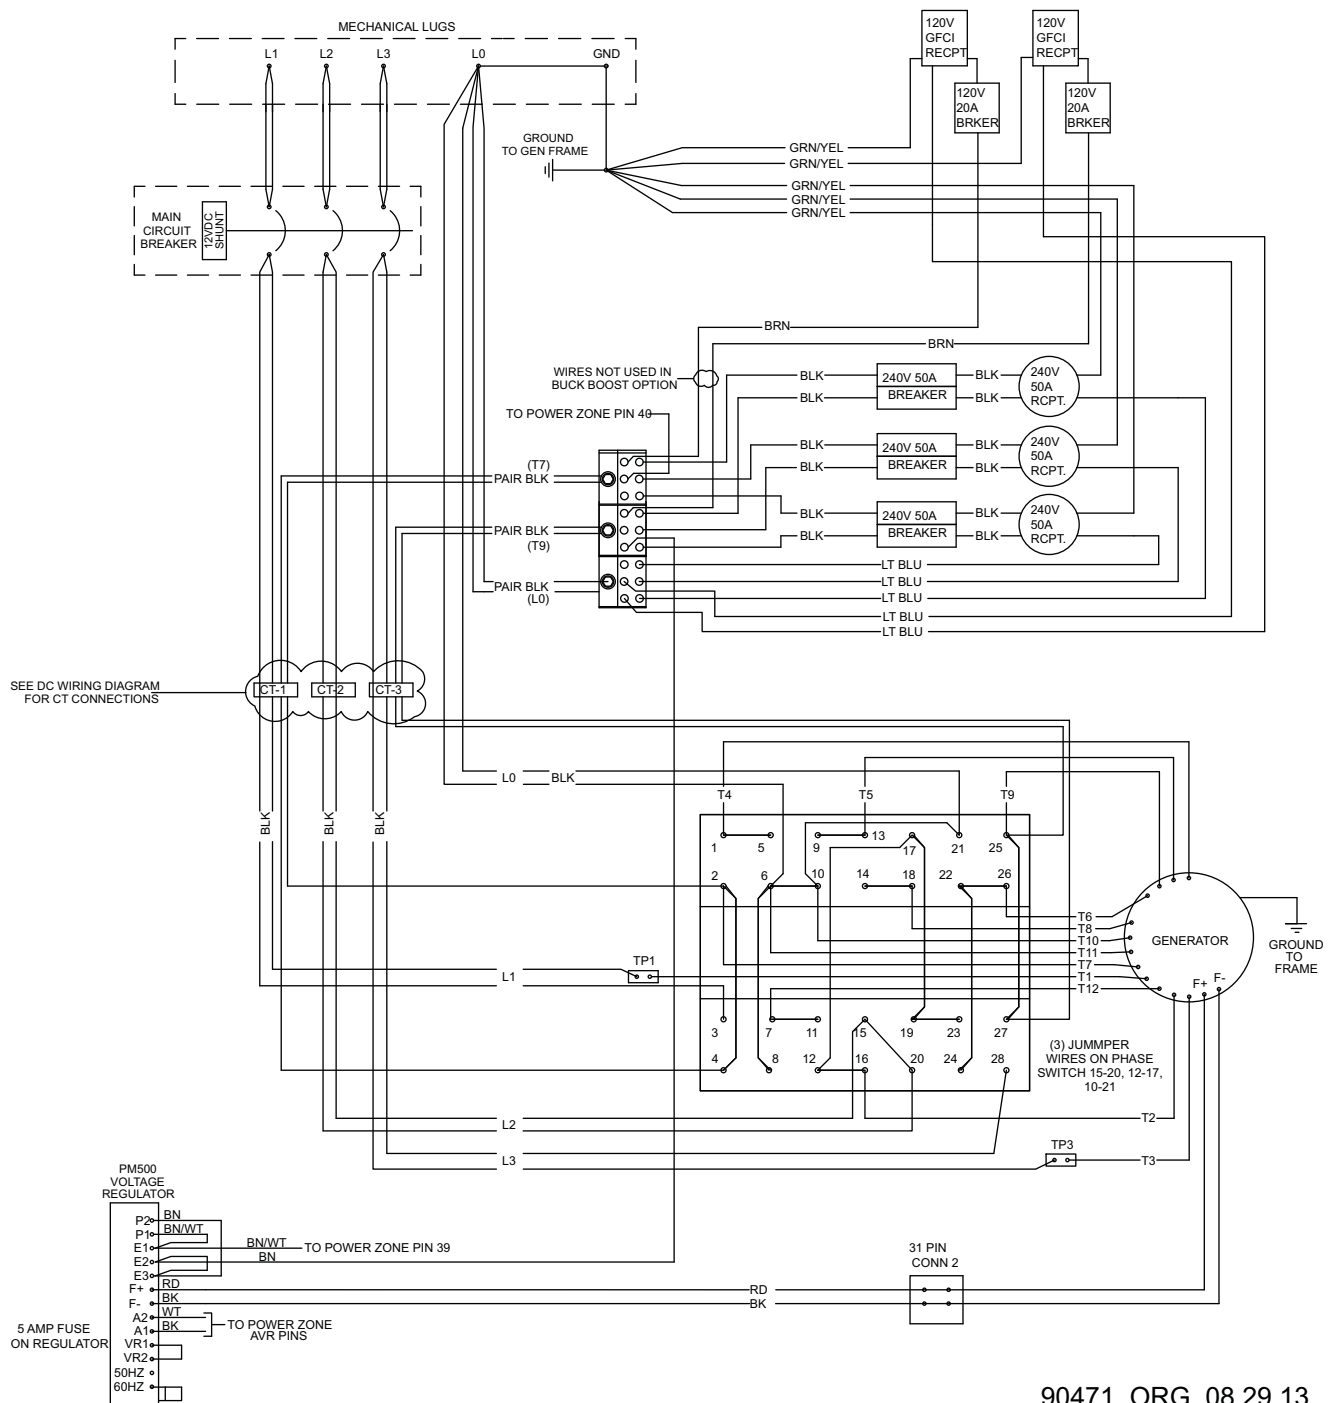 MECHANICAL LUGS
L1
L2
L3
L0
GND
120V
GFCI
RECPT
120V
GFCI
RECPT
120V
20A
BRKER
120V
20A
BRKER
GROUND
TO GEN FRAME
GRN/YEL
GRN/YEL
GRN/YEL
GRN/YEL
GRN/YEL
MAIN
CIRCUIT
BREAKER
12VDC
SHUNT
BRN
BRN
WIRES NOT USED IN
BUCK BOOST OPTION
TO POWER ZONE PIN 40
BLK
240V 50A
BREAKER
BLK
BLK
BLK
240V
50A
RCPT.
BLK
240V 50A
BREAKER
BLK
BLK
BLK
240V
50A
RCPT.
BLK
240V 50A
BREAKER
BLK
BLK
BLK
240V
50A
RCPT.
(T7)
PAIR BLK
PAIR BLK
(T9)
PAIR BLK
(L0)
LT BLU
LT BLU
LT BLU
LT BLU
LT BLU
SEE DC WIRING DIAGRAM
FOR CT CONNECTIONS
CT-1
CT-2
CT-3
L0
BLK
T4
T5
T9
BLK
BLK
BLK
1
5
9
13
17
21
25
2
6
10
14
18
22
26
T6
T8
T10
T11
T7
T1
T12
GENERATOR
F+
F-
GROUND
TO
FRAME
TP1
L1
3
7
11
15
19
23
27
4
8
12
16
20
24
28
(3) JUMMPER
WIRES ON PHASE
SWITCH 15-20, 12-17,
10-21
L2
T2
L3
TP3
T3
PM500
VOLTAGE
REGULATOR
P2
BN
P1
BN/WT
E1
BN/WT
TO POWER ZONE PIN 39
E2
BN
E3
F+
RD
RD
F-
BK
BK
31 PIN
CONN 2
A2
WT
A1
BK
TO POWER ZONE
AVR PINS
5 AMP FUSE
ON REGULATOR
VR1
VR2
50HZ
60HZ
90471_ORG_08.29.13